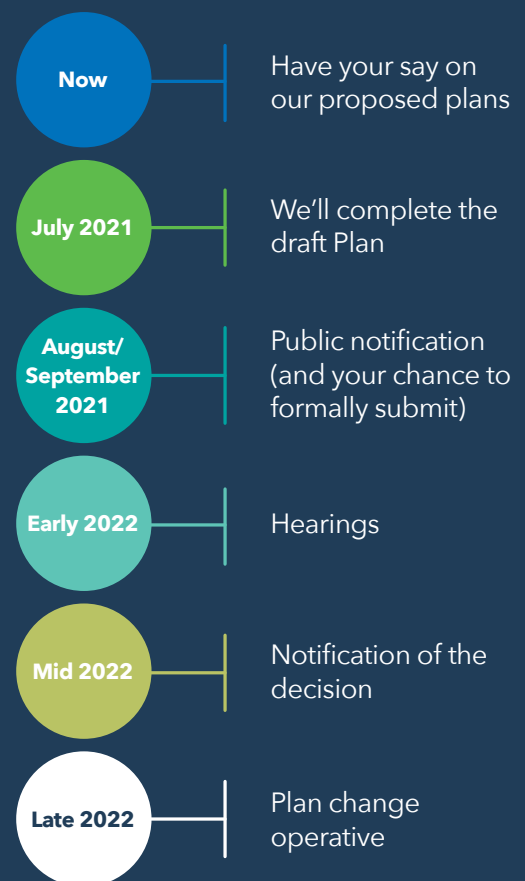 Now
Have your say on
our proposed plans
July 2021
We'll complete the
draft Plan
August/
September
2021
Public notification
(and your chance to
formally submit)
Early 2022
Hearings
Mid 2022
Notification of the
decision
Late 2022
Plan change
operative